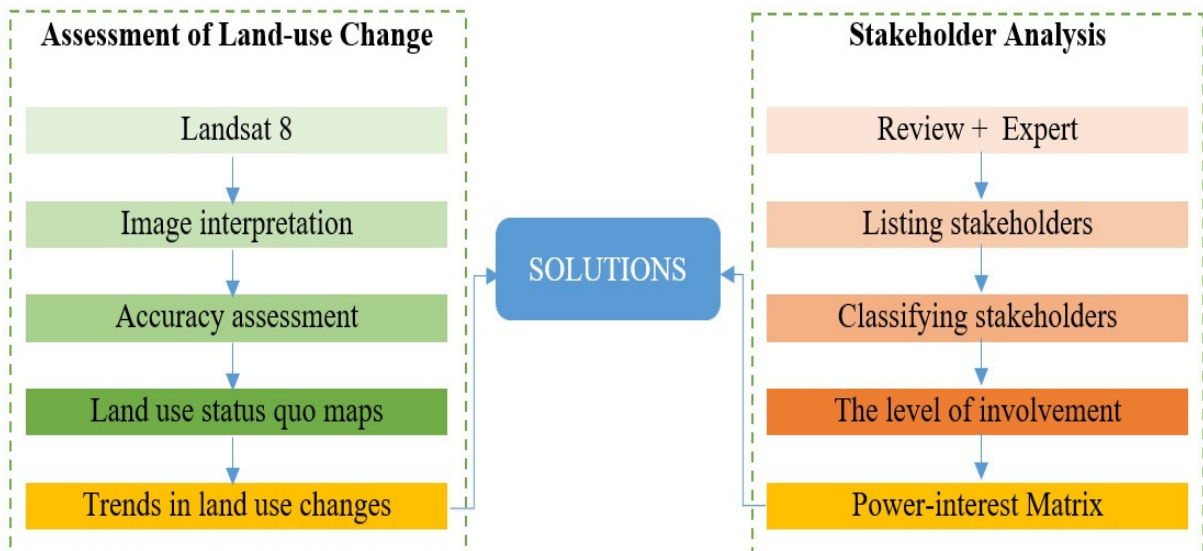 Assessment of Land-use Change
Landsat 8
Image interpretation
Accuracy assessment
Land use status quo maps
Trends in land use changes
SOLUTIONS
Stakeholder Analysis
Review + Expert
Listing stakeholders
Classifying stakeholders
The level of involvement
Power-interest Matrix